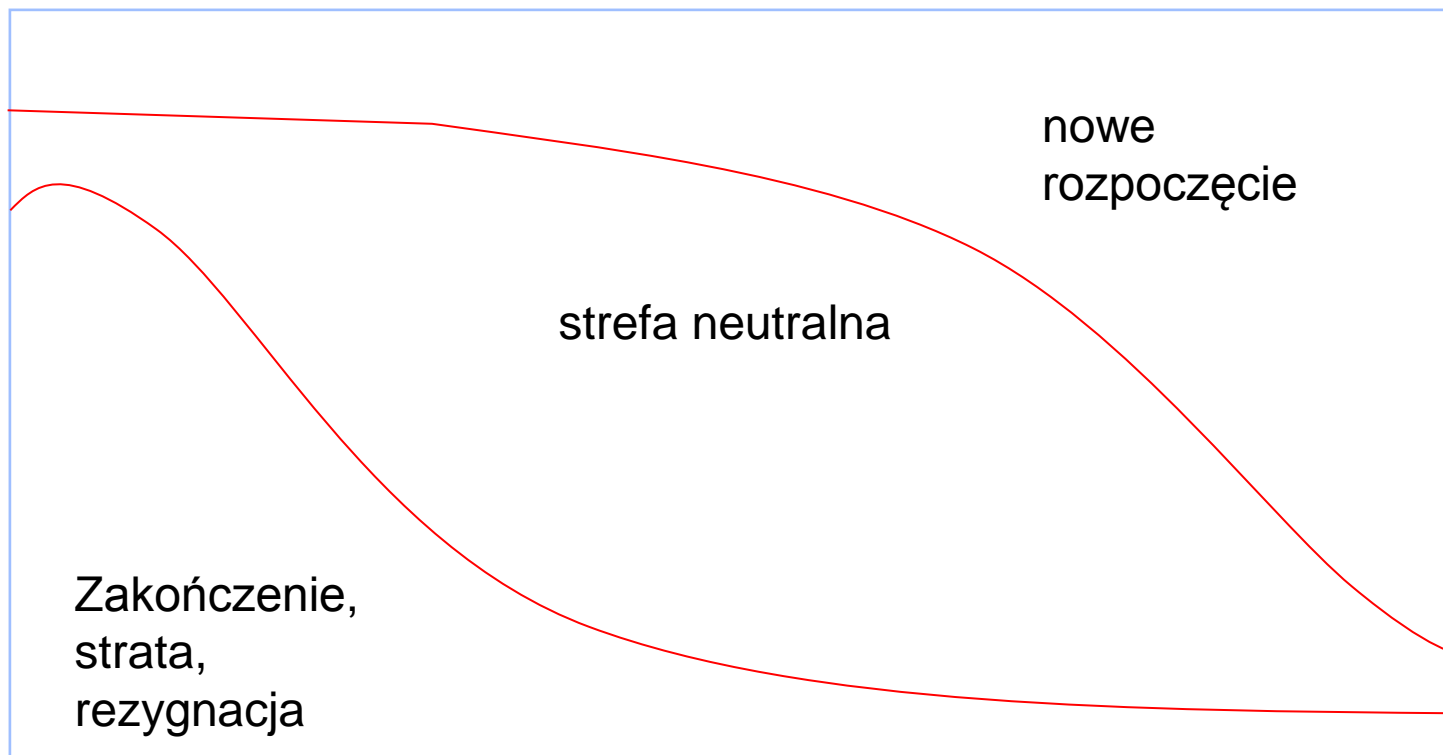 nowe
rozpoczęcie
strefa neutralna
Zakończenie,
strata,
rezygnacja